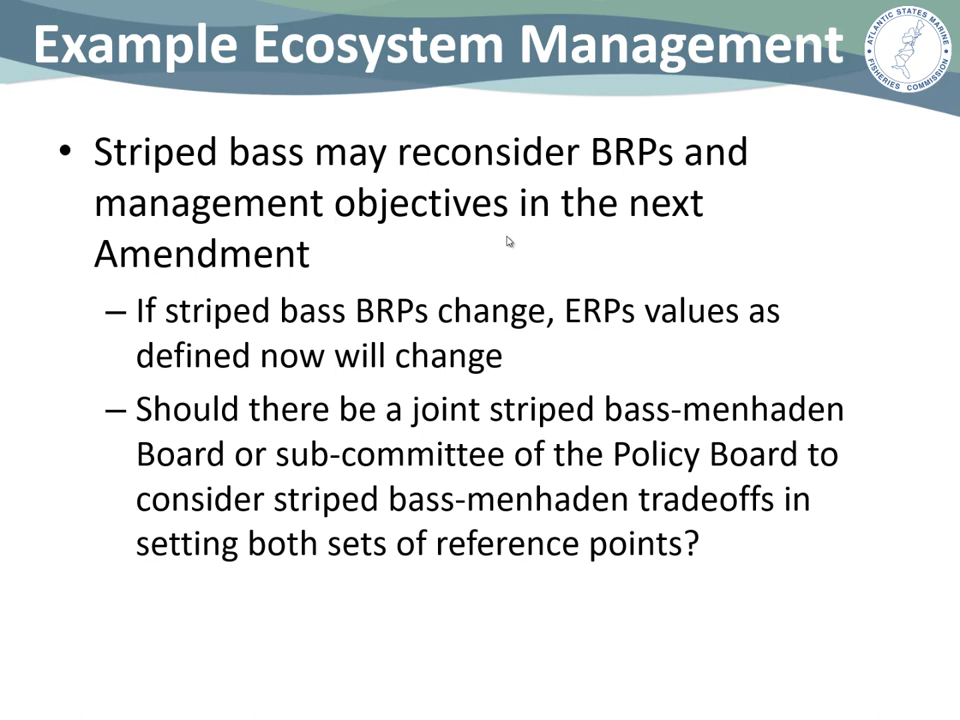 Example Ecosystem Management
ATLANTIC STATES MARINE
FISHERIES COMMISSION
• Striped bass may reconsider BRPs and
management objectives in the next
Amendment
– If striped bass BRPs change, ERPs values as
defined now will change
– Should there be a joint striped bass-menhaden
Board or sub-committee of the Policy Board to
consider striped bass-menhaden tradeoffs in
setting both sets of reference points?